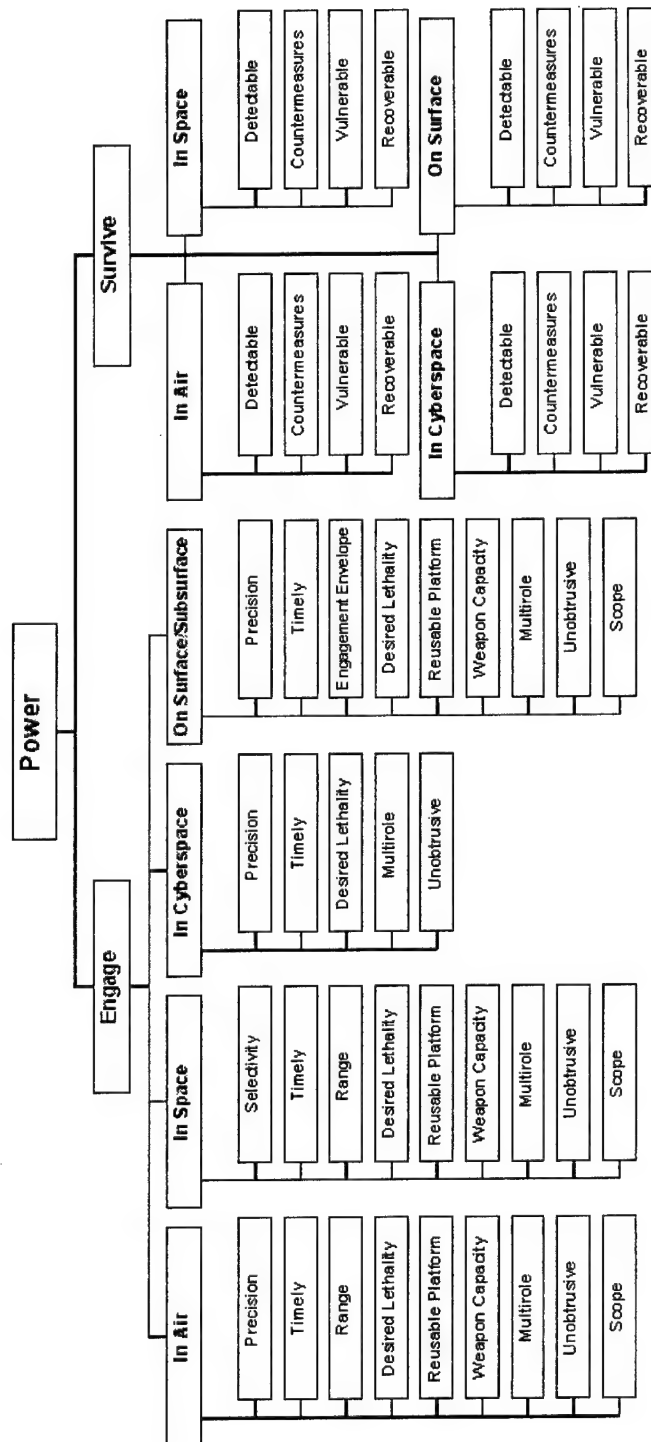 Power
Engage
Survive
In Air
Precision
Timely
Range
Desired Lethality
Reusable Platform
Weapon Capacity
Multirole
Unobtrusive
Scope
In Space
Selectivity
Timely
Range
Desired Lethality
Reusable Platform
Weapon Capacity
Multirole
Unobtrusive
Scope
In Cyberspace
Precision
Timely
Desired Lethality
Multirole
Unobtrusive
On Surface/Subsurface
Precision
Timely
Engagement Envelope
Desired Lethality
Reusable Platform
Weapon Capacity
Multirole
Unobtrusive
Scope
In Air
Detectable
Countermeasures
Vulnerable
Recoverable
In Space
Detectable
Countermeasures
Vulnerable
Recoverable
In Cyberspace
Detectable
Countermeasures
Vulnerable
Recoverable
On Surface
Detectable
Countermeasures
Vulnerable
Recoverable